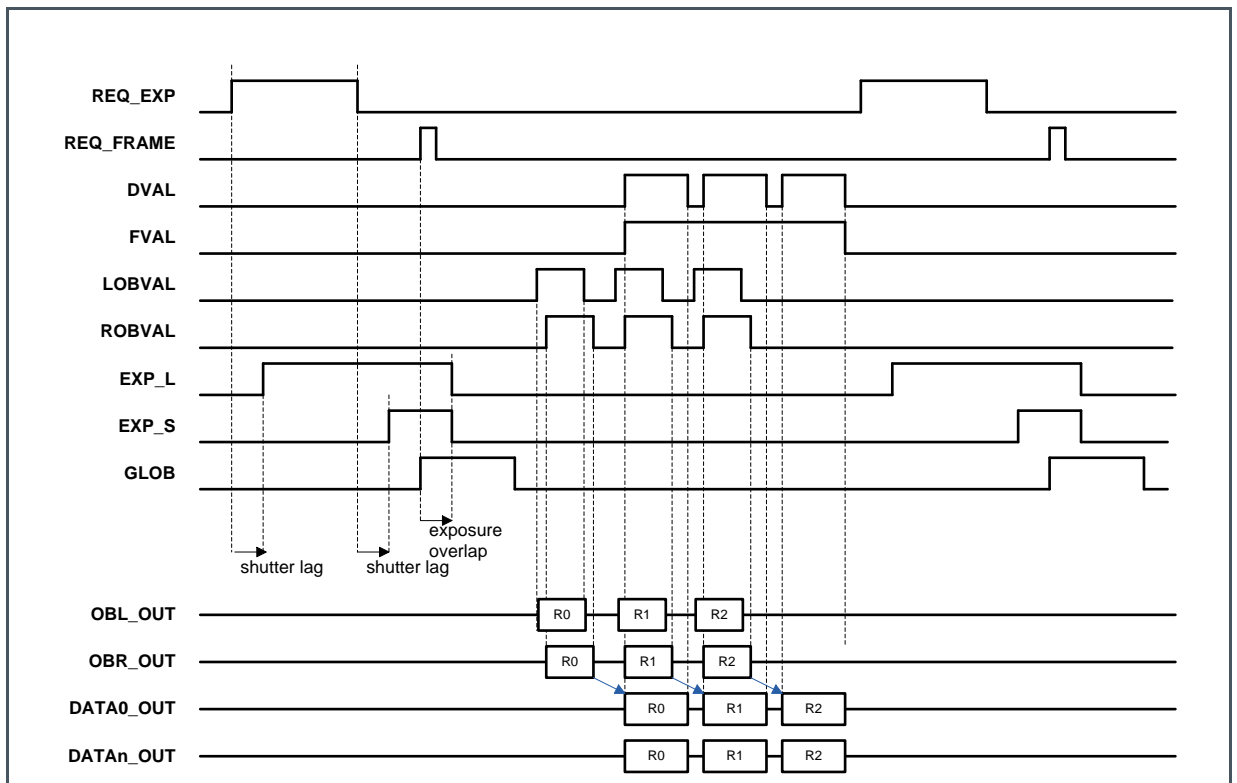 REQ_EXP
REQ_FRAME
DVAL
FVAL
LOBVAL
ROBVAL
EXP_L
EXP_S
GLOB
exposure
overlap
shutter lag
shutter lag
OBL_OUT
R0
R1
R2
OBR_OUT
R0
R1
R2
DATA0_OUT
R0
R1
R2
DATAn_OUT
R0
R1
R2